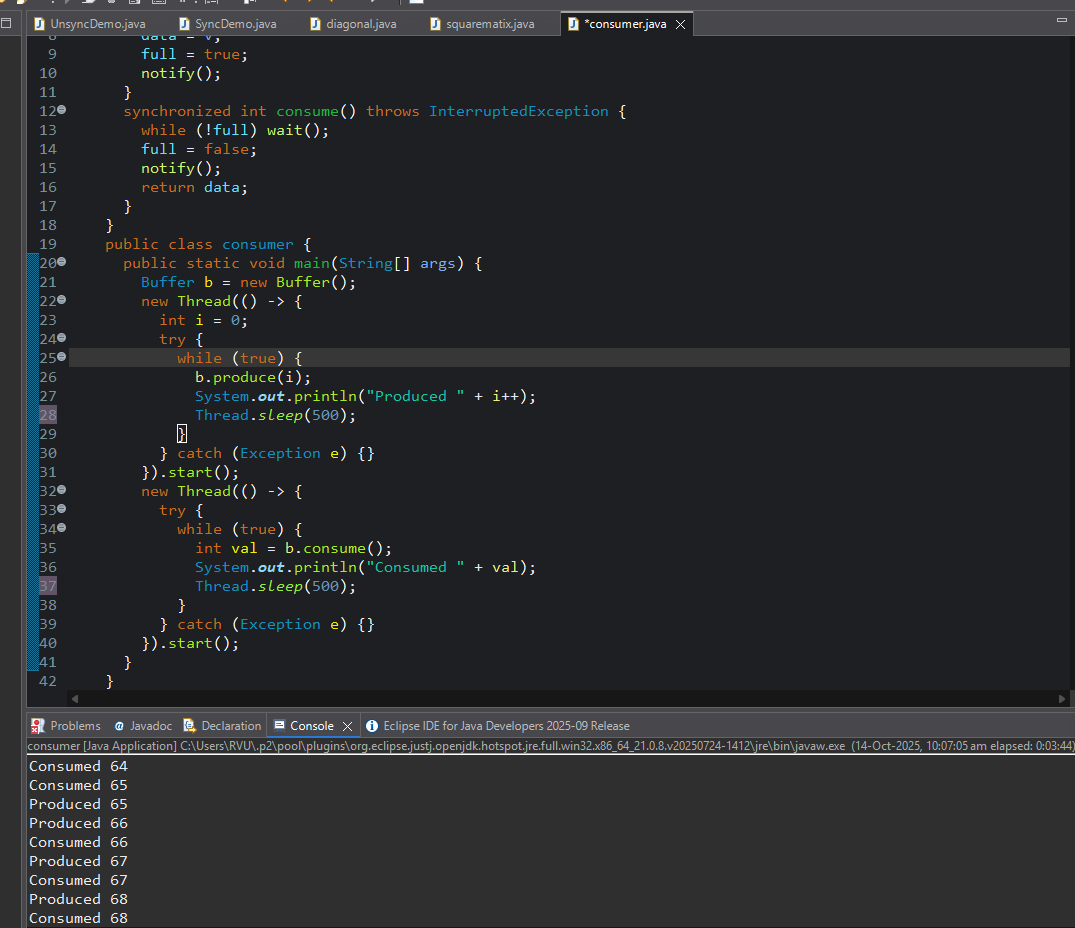 UnsyncDemo.java SyncDemo.java diagonal.java squarematix.java *consumer.java
8 data = v;
9 full = true;
10 notify();
11 }
12 synchronized int consume() throws InterruptedException {
13 while (!full) wait();
14 full = false;
15 notify();
16 return data;
17 }
18 }
19 public class consumer {
20 public static void main(String[] args) {
21 Buffer b = new Buffer();
22 new Thread(() -> {
23 int i = 0;
24 try {
25 while (true) {
26 b.produce(i);
27 System.out.println("Produced " + i++);
28 Thread.sleep(500);
29 }
30 } catch (Exception e) {}
31 }).start();
32 new Thread(() -> {
33 try {
34 while (true) {
35 int val = b.consume();
36 System.out.println("Consumed " + val);
37 Thread.sleep(500);
38 }
39 } catch (Exception e) {}
40 }).start();
41 }
42 }
Problems Javadoc Declaration Console Eclipse IDE for Java Developers 2025-09 Release
consumer [Java Application] C:\Users\RVU\.p2\pool\plugins\org.eclipse.justj.openjdk.hotspot.jre.full.win32.x86_64_21.0.8.v20250724-1412\jre\bin\javaw.exe (14-Oct-2025, 10:07:05 am elapsed: 0:03:44)
Consumed 64
Consumed 65
Produced 65
Produced 66
Consumed 66
Produced 67
Consumed 67
Produced 68
Consumed 68